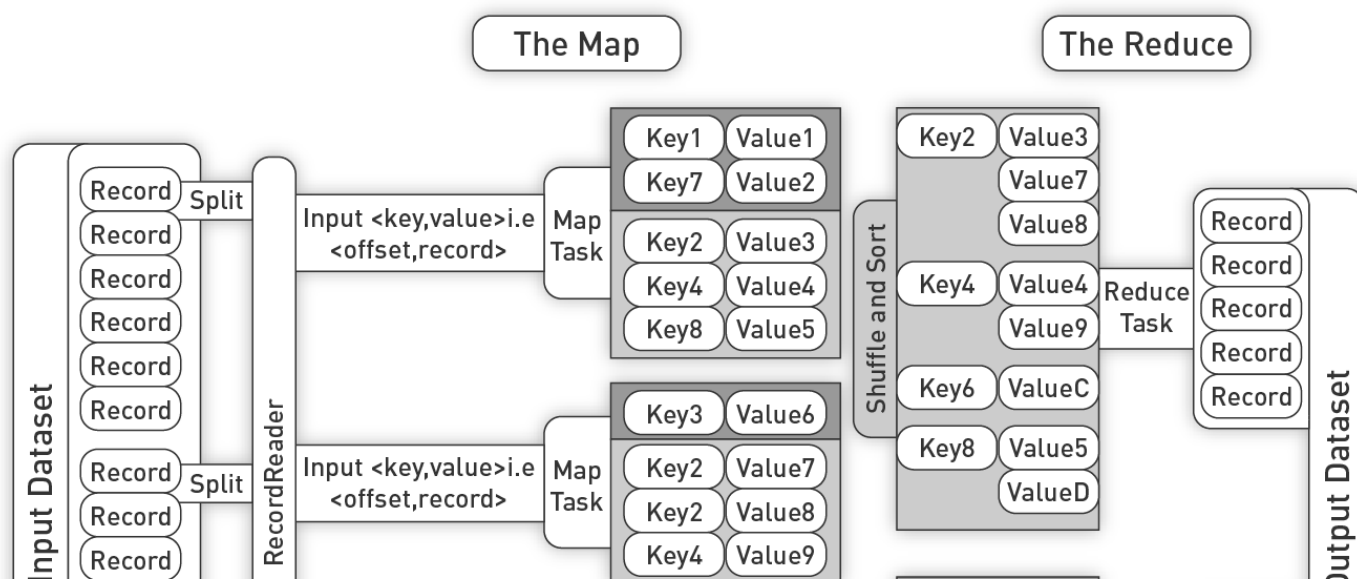 The Map
The Reduce
Input Dataset
Record
Record
Record
Record
Record
Record
Record
Record
Record
Split
Split
RecordReader
Input <key,value>i.e
<offset,record>
Input <key,value>i.e
<offset,record>
Map
Task
Map
Task
Key1 Value1
Key7 Value2
Key2 Value3
Key4 Value4
Key8 Value5
Key3 Value6
Key2 Value7
Key2 Value8
Key4 Value9
Shuffle and Sort
Key2 Value3
Value7
Value8
Key4 Value4
Value9
Key6 ValueC
Key8 Value5
ValueD
Reduce
Task
Record
Record
Record
Record
Record
Output Dataset